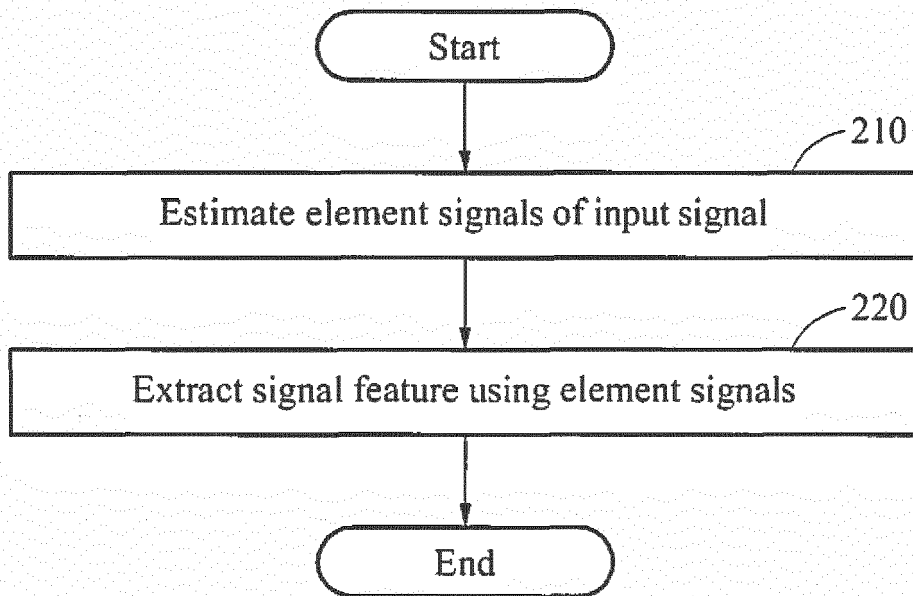 Start
210
Estimate element signals of input signal
220
Extract signal feature using element signals
End